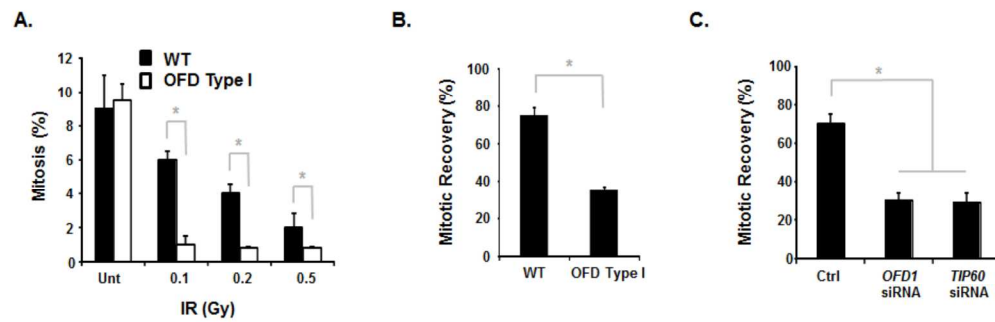 A.
Mitosis (%)
12
10
8
6
4
2
0
WT
OFD Type I
*
*
*
Unt 0.1 0.2 0.5
IR (Gy)
B.
Mitotic Recovery (%)
100
80
60
40
20
0
*
WT OFD Type I
C.
Mitotic Recovery (%)
100
80
60
40
20
0
*
Ctrl OFD1 TIP60
siRNA siRNA